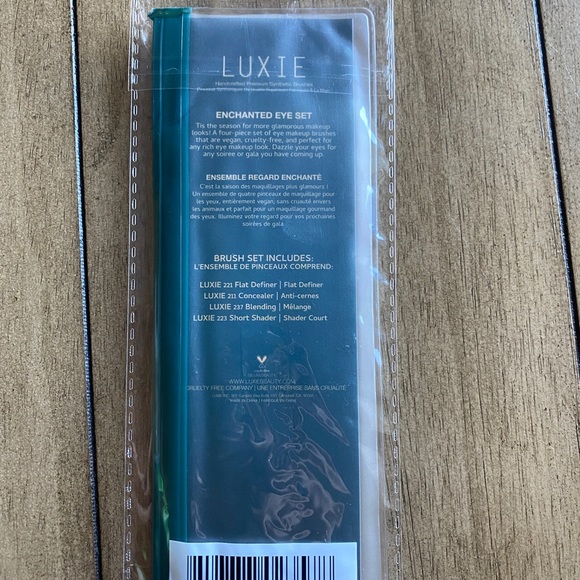 LUXIE
Handcrafted Premium Synthetic Brushes
ENCHANTED EYE SET
Tis the season for more glamorous makeup
looks! A four-piece set of eye makeup brushes
that are vegan, cruelty-free, and perfect for
any rich eye makeup look. Dazzle your eyes for
any soiree or gala you have coming up.
ENSEMBLE REGARD ENCHANTÉ
C'est la saison des maquillages plus glamours !
Un ensemble de quatre pinceaux de maquillage pour
les yeux, entièrement vegan, sans cruauté envers
les animaux et parfait pour un maquillage gourmand
des yeux. Illuminez votre regard pour vos prochaines
soirées de gala.
BRUSH SET INCLUDES:
L'ENSEMBLE DE PINCEAUX COMPREND:
LUXIE 221 Flat Definer | Flat Definer
LUXIE 211 Concealer | Anti-cernes
LUXIE 237 Blending | Mélange
LUXIE 223 Short Shader | Shader Court
WWW.LUXIEBEAUTY.COM
CRUELTY FREE COMPANY | UNE ENTREPRISE SANS CRUAUTÉ